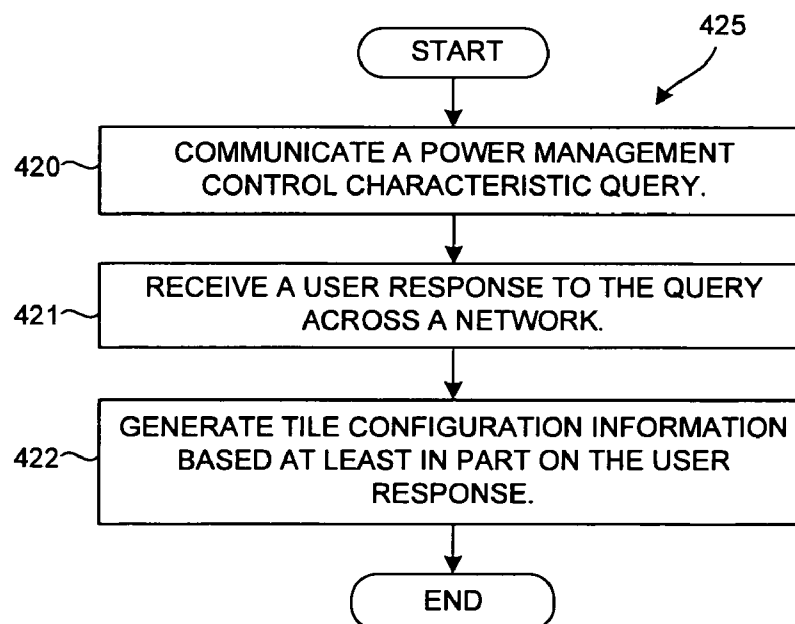 START
425
420
COMMUNICATE A POWER MANAGEMENT
CONTROL CHARACTERISTIC QUERY.
421
RECEIVE A USER RESPONSE TO THE QUERY
ACROSS A NETWORK.
422
GENERATE TILE CONFIGURATION INFORMATION
BASED AT LEAST IN PART ON THE USER
RESPONSE.
END